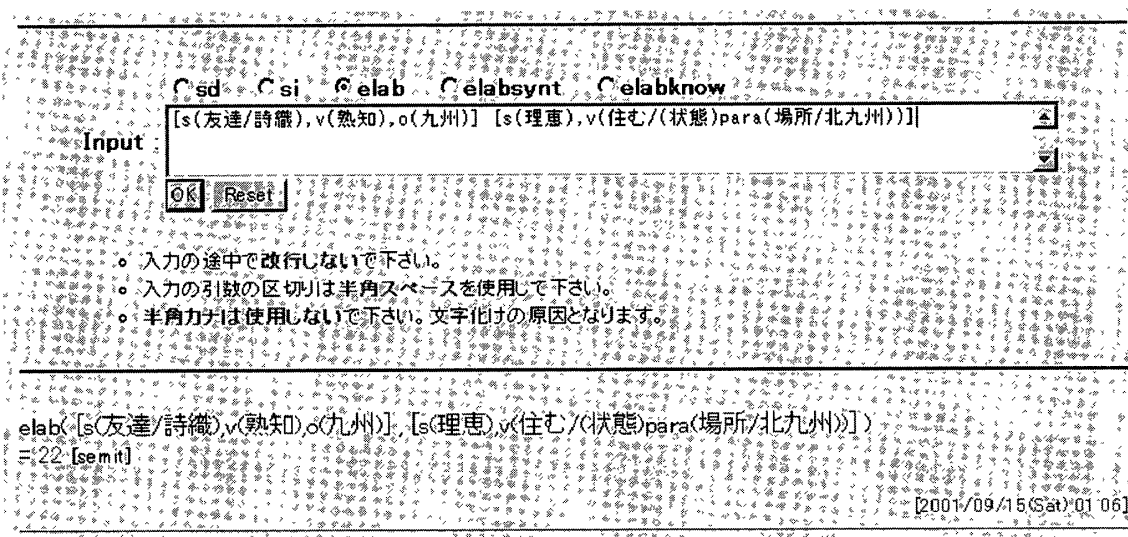 sd si elab elabsynt elabknow
Input :
[s(友達/詩織),v(熟知),o(九州)] [s(理恵),v(住む/(状態)para(場所/北九州))]
OK Reset
入力の途中で改行しないで下さい。
入力の引数の区切りは半角スペースを使用して下さい。
半角カナは使用しないで下さい。文字化けの原因となります。
elab( [s(友達/詩織),v(熟知),o(九州)] , [s(理恵),v(住む/(状態)para(場所/北九州))] )
= 22 [semit]
[2001/09/15(Sat) 01:06]